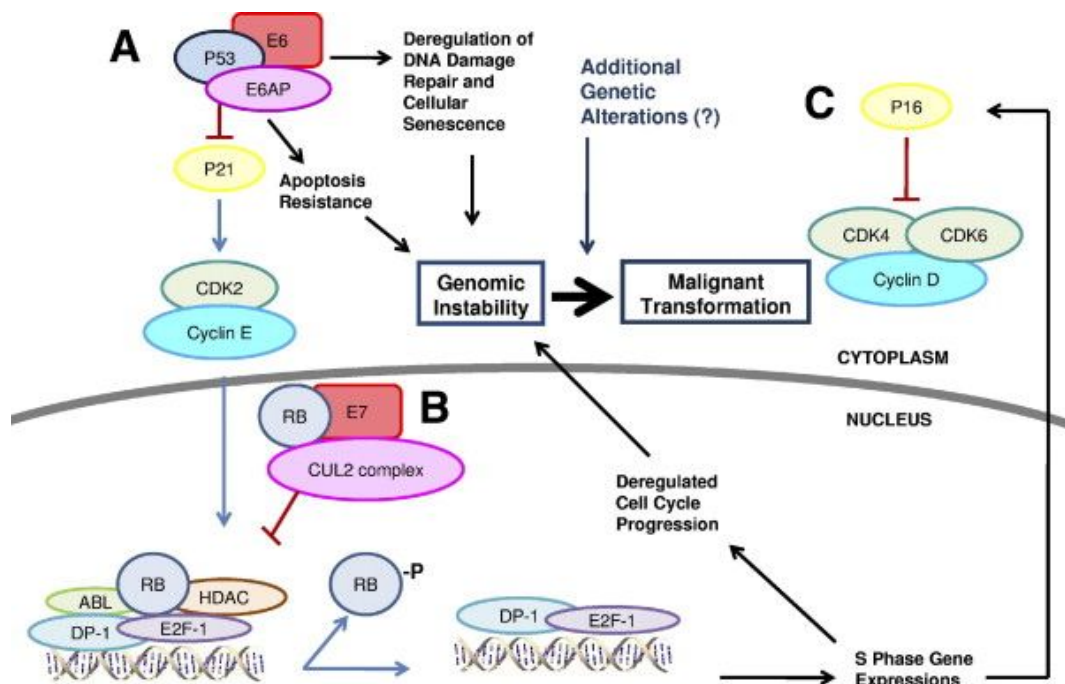 A
P53
E6
E6AP
P21
CDK2
Cyclin E
Deregulation of
DNA Damage
Repair and
Cellular
Senescence
Apoptosis
Resistance
Additional
Genetic
Alterations (?)
Genomic
Instability
Malignant
Transformation
C
P16
CDK4
CDK6
Cyclin D
CYTOPLASM
NUCLEUS
B
RB
E7
CUL2 complex
Deregulated
Cell Cycle
Progression
RB
ABL
HDAC
DP-1
E2F-1
RB
-P
DP-1
E2F-1
S Phase Gene
Expressions